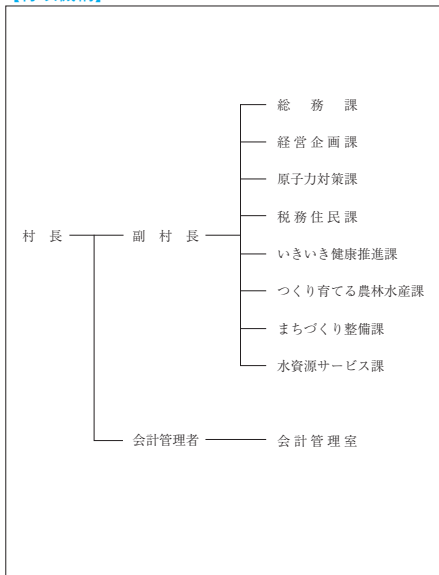 総務課
経営企画課
原子力対策課
税務住民課
村長 副村長
いきいき健康推進課
つくり育てる農林水産課
まちづくり整備課
水資源サービス課
会計管理者 会計管理室